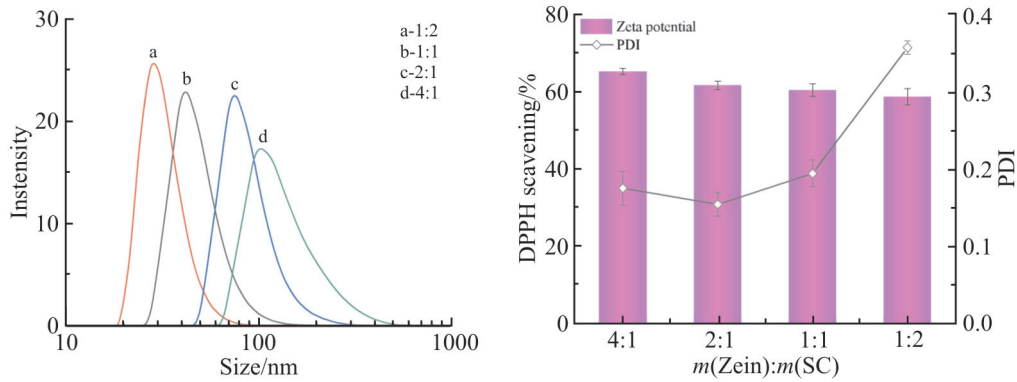 30
20
10
0
Instensity
10
100
1000
Size/nm
a
b
c
d
a-1:2
b-1:1
c-2:1
d-4:1
80
60
40
20
0
DPPH scavening/%
Zeta potential
PDI
0.4
0.3
0.2
0.1
0.0
PDI
4:1
2:1
1:1
1:2
m(Zein):m(SC)